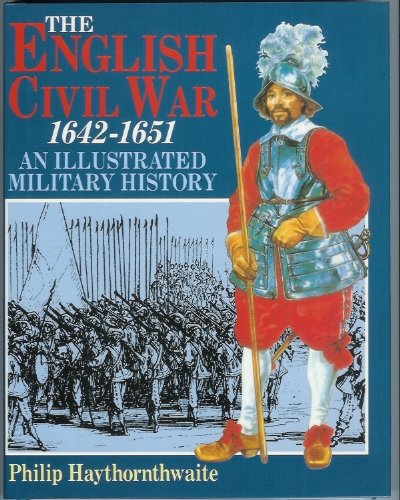 THE
ENGLISH
CIVIL WAR
1642-1651
AN ILLUSTRATED
MILITARY HISTORY
Philip Haythornthwaite